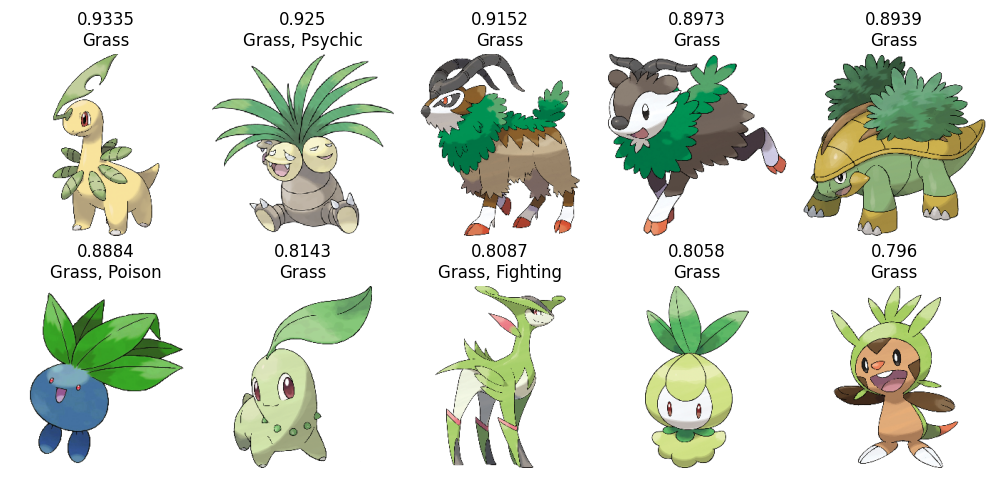 0.9335
Grass
0.925
Grass, Psychic
0.9152
Grass
0.8973
Grass
0.8939
Grass
0.8884
Grass, Poison
0.8143
Grass
0.8087
Grass, Fighting
0.8058
Grass
0.796
Grass